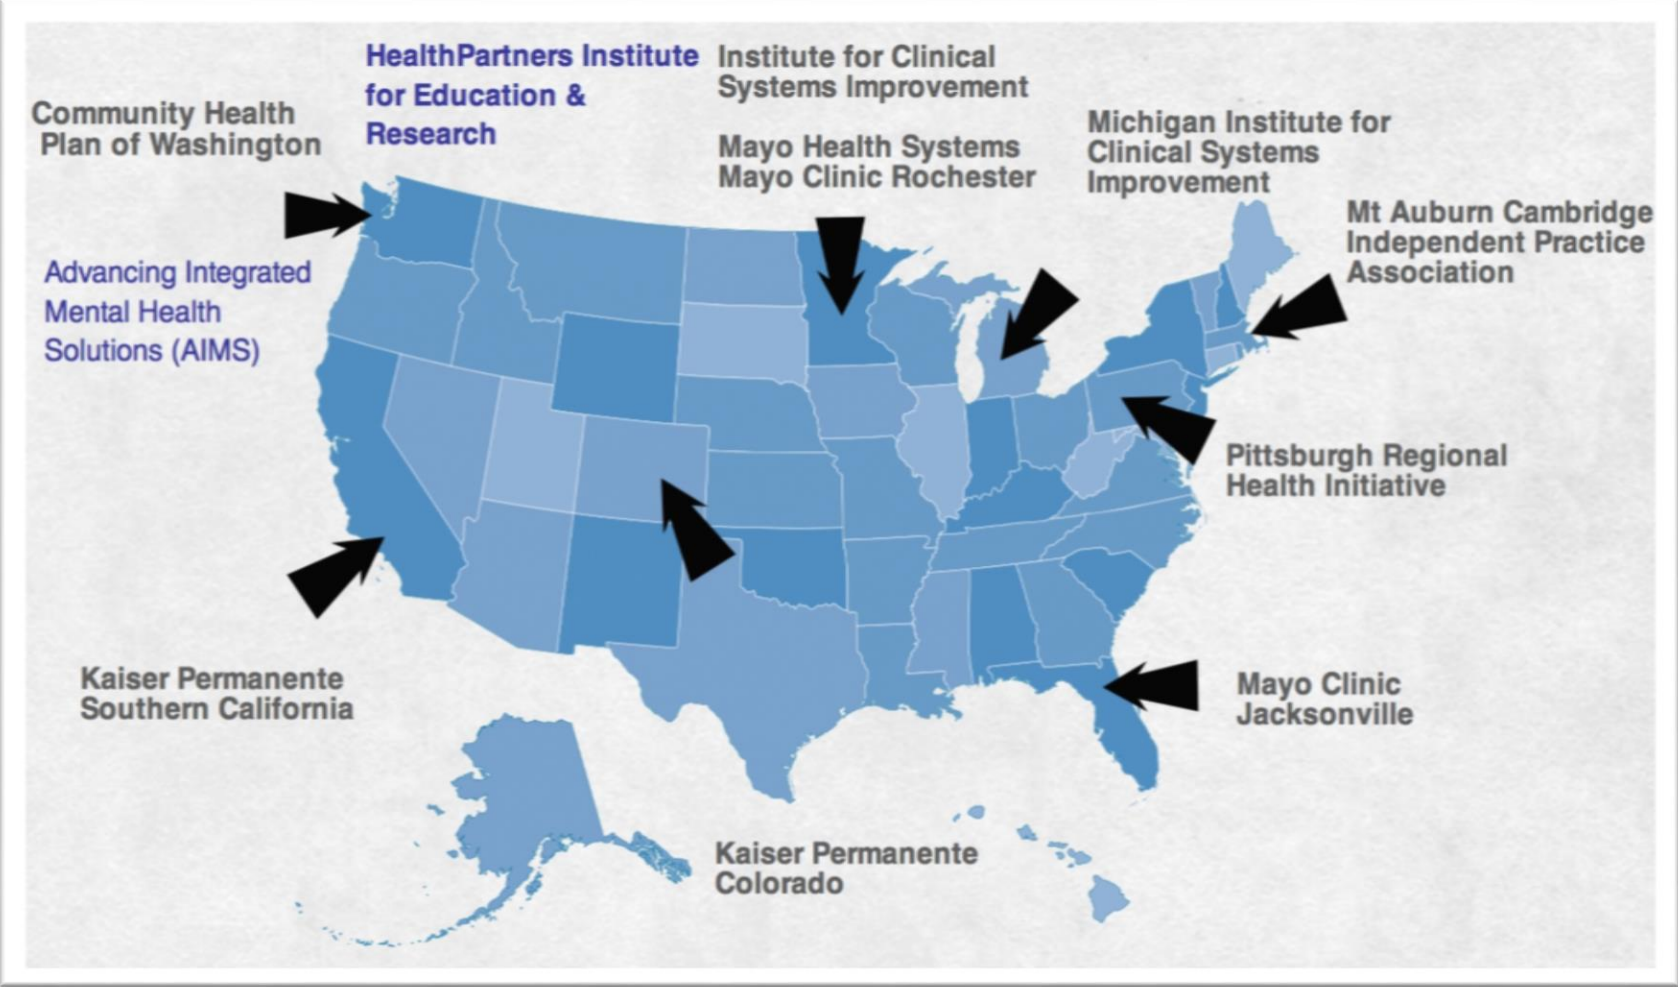 HealthPartners Institute
for Education &
Research
Institute for Clinical
Systems Improvement
Mayo Health Systems
Mayo Clinic Rochester
Community Health
Plan of Washington
Michigan Institute for
Clinical Systems
Improvement
Mt Auburn Cambridge
Independent Practice
Association
Advancing Integrated
Mental Health
Solutions (AIMS)
Pittsburgh Regional
Health Initiative
Kaiser Permanente
Southern California
Mayo Clinic
Jacksonville
Kaiser Permanente
Colorado